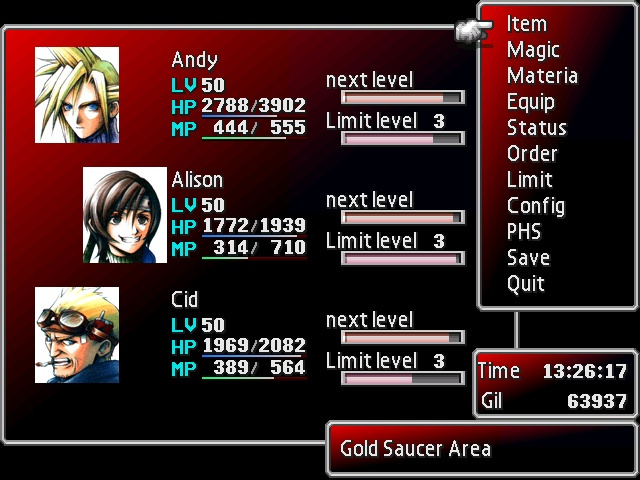 Andy
LV 50
HP 2788/3902
MP 444/ 555
next level
Limit level 3
Alison
LV 50
HP 1772/1939
MP 314/ 710
next level
Limit level 3
Cid
LV 50
HP 1969/2082
MP 389/ 564
next level
Limit level 3
Item
Magic
Materia
Equip
Status
Order
Limit
Config
PHS
Save
Quit
Time 13:26:17
Gil 63937
Gold Saucer Area